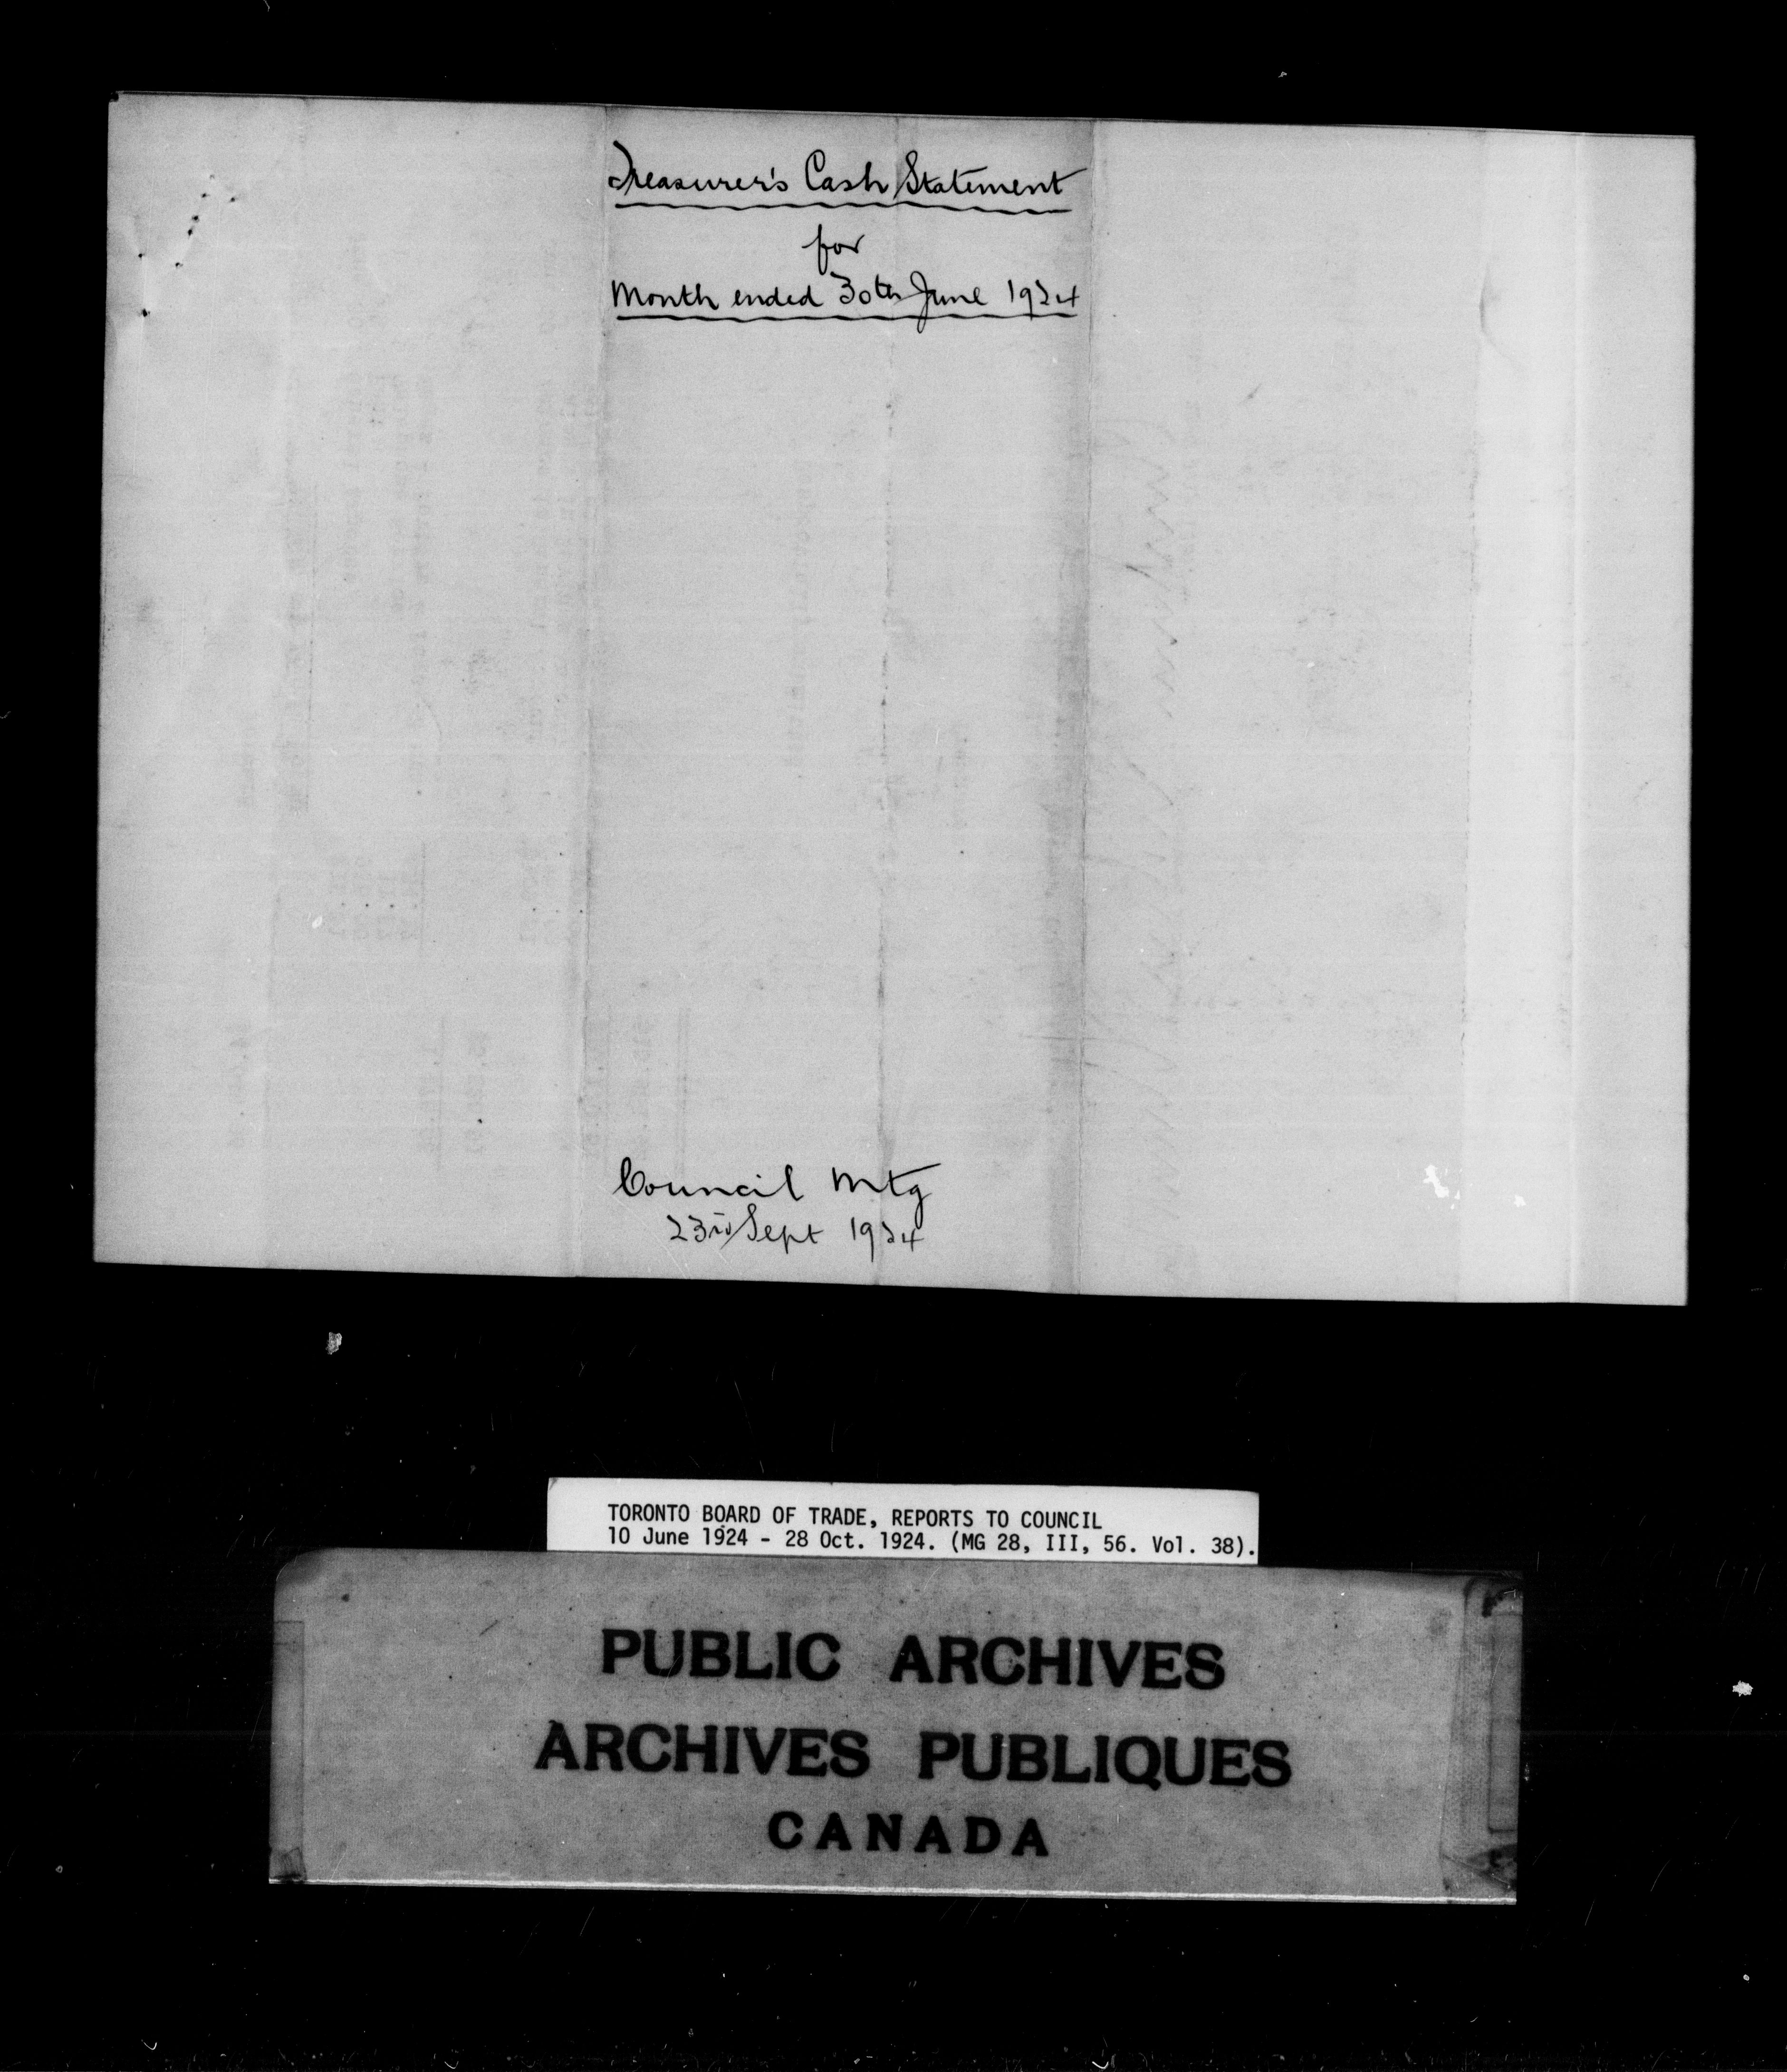 Treasurer's Cash Statement
for
Month ended 30th June 1924
Council Mtg
23rd Sept 1924
TORONTO BOARD OF TRADE, REPORTS TO COUNCIL
10 June 1924 - 28 Oct. 1924. (MG 28, III, 56. Vol. 38).
PUBLIC ARCHIVES
ARCHIVES PUBLIQUES
CANADA